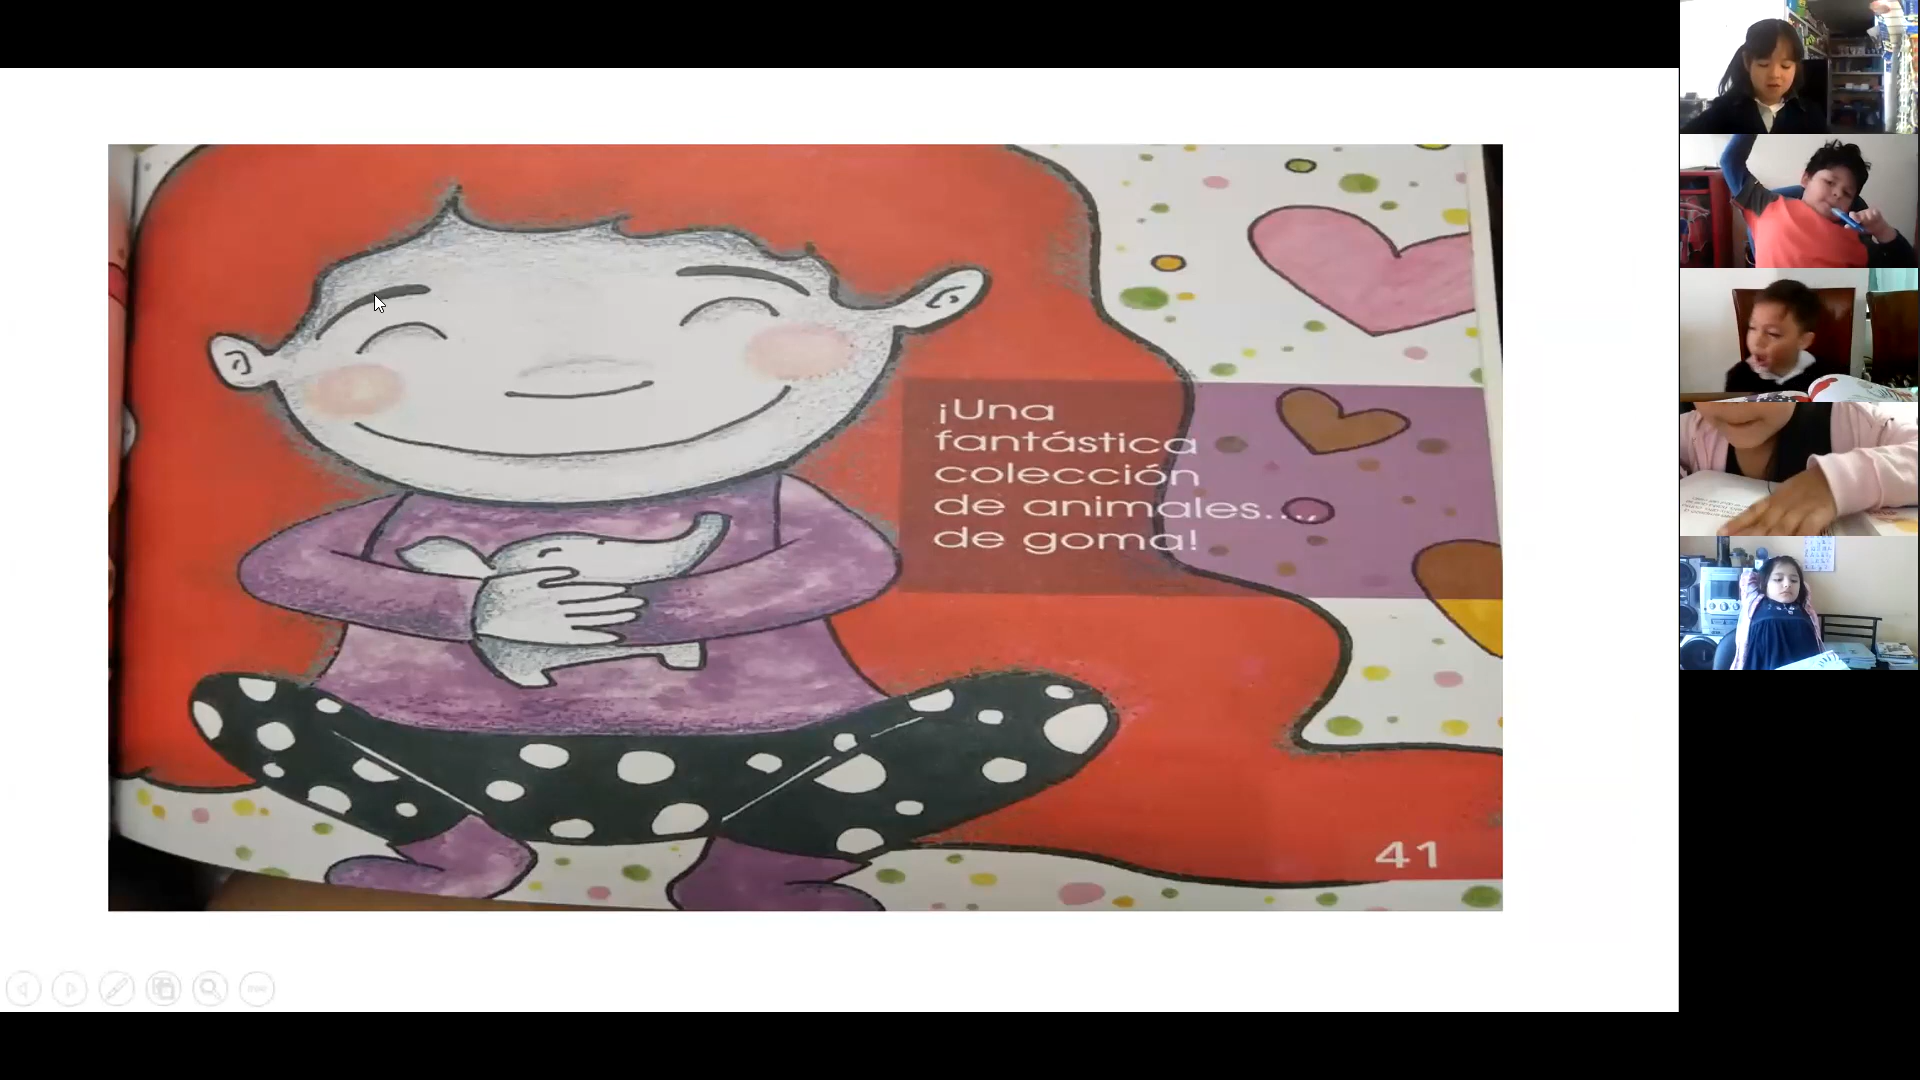 ¡Una
fantástica
colección
de animales...,
de goma!
41